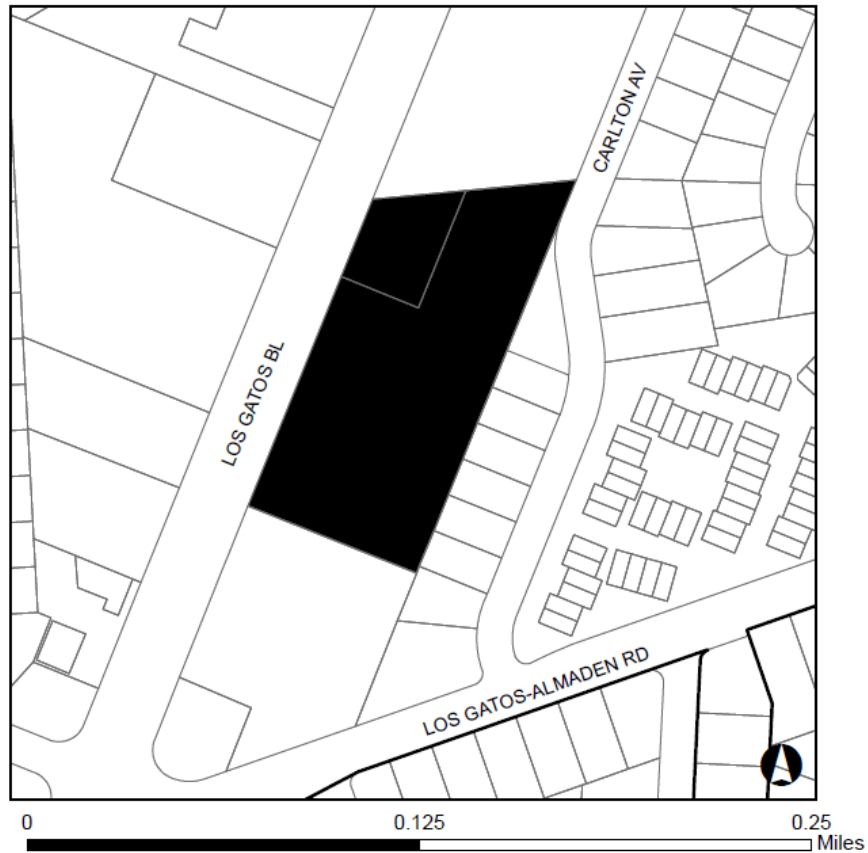 CARLTON AV
LOS GATOS BL
LOS GATOS-ALMADEN RD
0 0.125 0.25
Miles